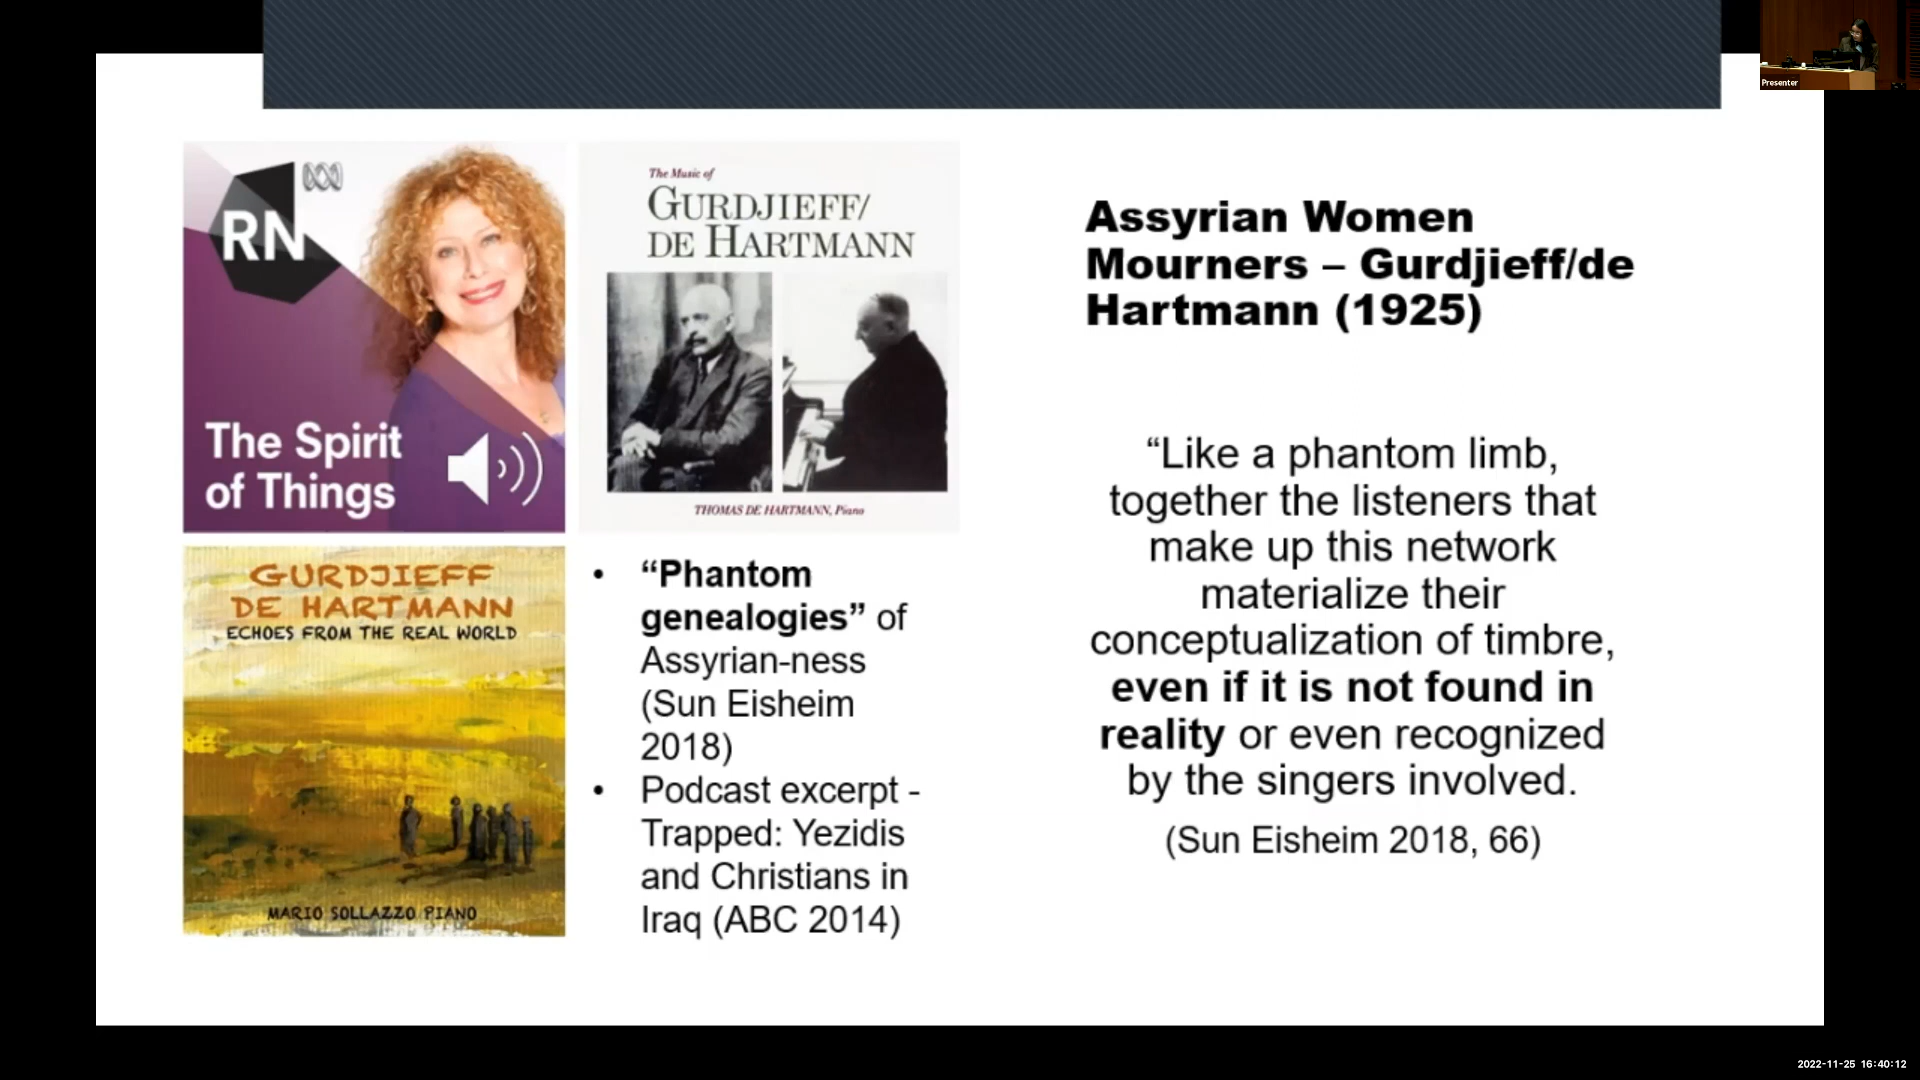 Presenter
RN
The Spirit
of Things
The Music of
GURDJIEFF/
DE HARTMANN
THOMAS DE HARTMANN, Piano
GURDJIEFF
DE HARTMANN
ECHOES FROM THE REAL WORLD
MARIO SOLLAZZO PIANO
• “Phantom
genealogies” of
Assyrian-ness
(Sun Eisheim
2018)
• Podcast excerpt -
Trapped: Yezidis
and Christians in
Iraq (ABC 2014)
Assyrian Women
Mourners – Gurdjieff/de
Hartmann (1925)
“Like a phantom limb,
together the listeners that
make up this network
materialize their
conceptualization of timbre,
even if it is not found in
reality or even recognized
by the singers involved.
(Sun Eisheim 2018, 66)
2022-11-25 16:40:12